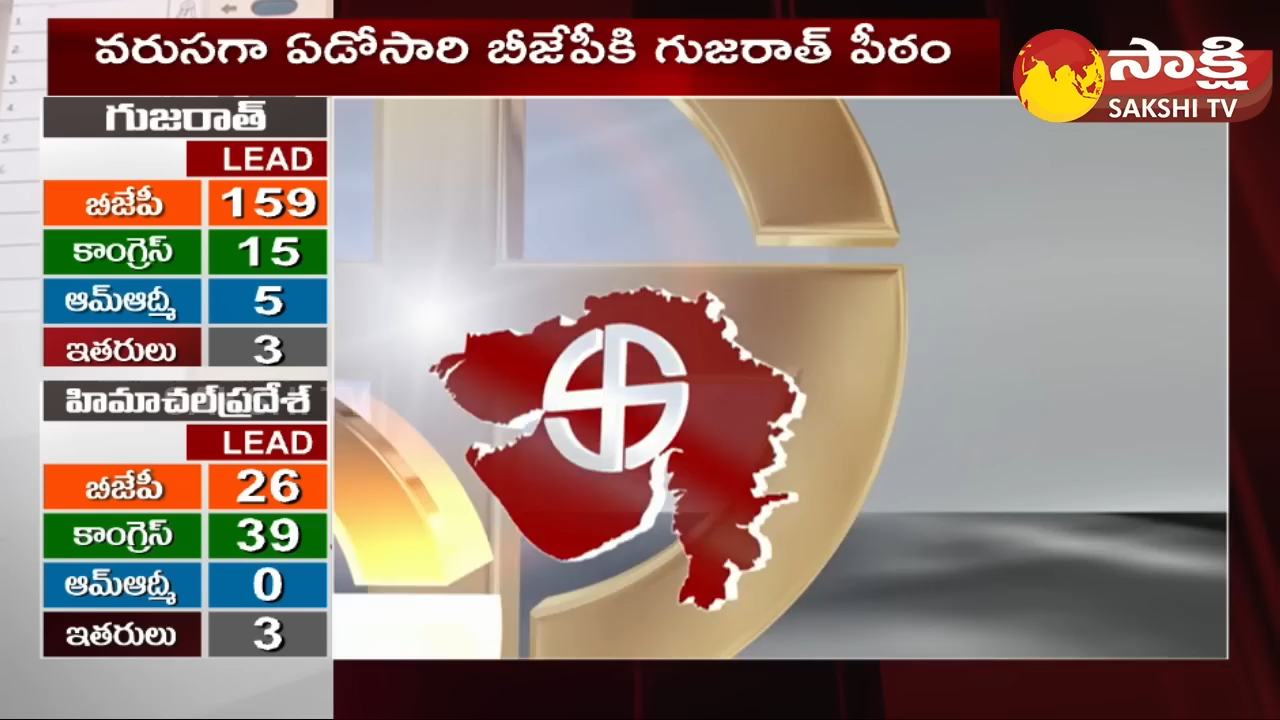 వరుసగా ఏడోసారి బీజేపీకి గుజరాత్ పీఠం
సాక్షి
SAKSHI TV
గుజరాత్
LEAD
బీజేపీ 159
కాంగ్రెస్ 15
ఆమ్ఆద్మీ 5
ఇతరులు 3
హిమాచల్‌ప్రదేశ్
LEAD
బీజేపీ 26
కాంగ్రెస్ 39
ఆమ్ఆద్మీ 0
ఇతరులు 3